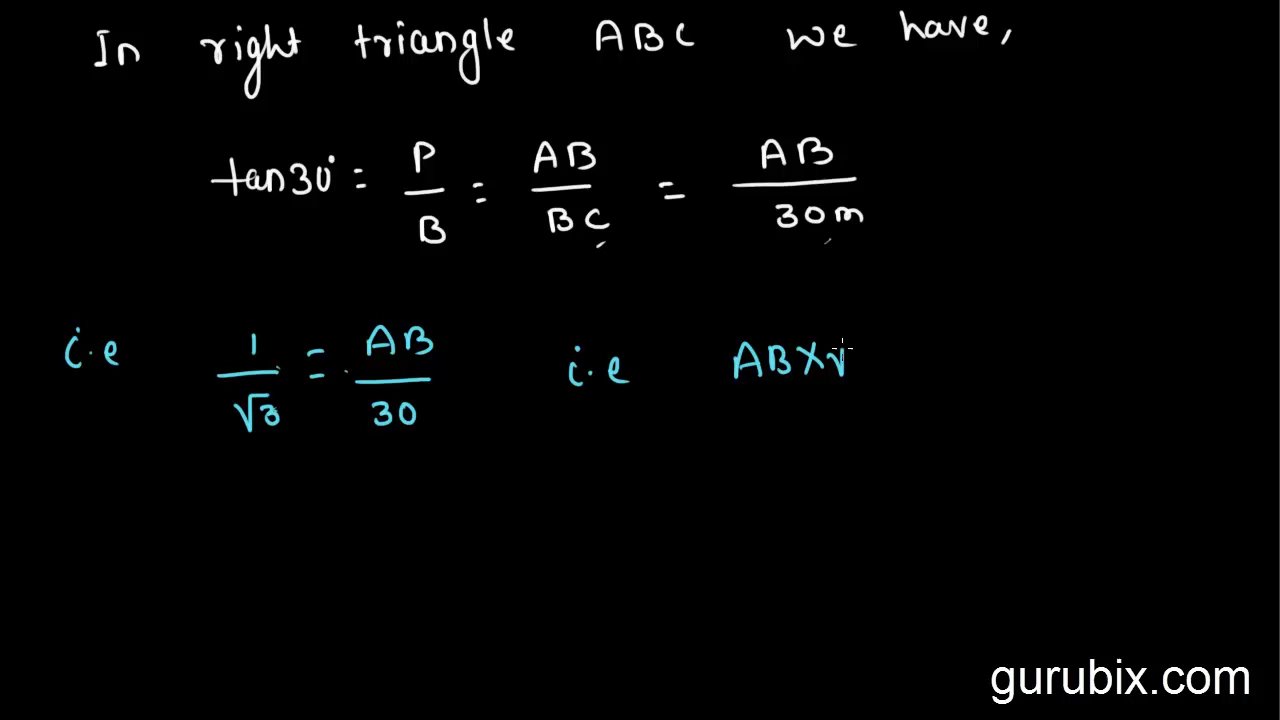 In right triangle ABC we have,
tan30° = P/B = AB/BC = AB/30m
i.e 1/√3 = AB/30 i.e AB×√
gurubix.com